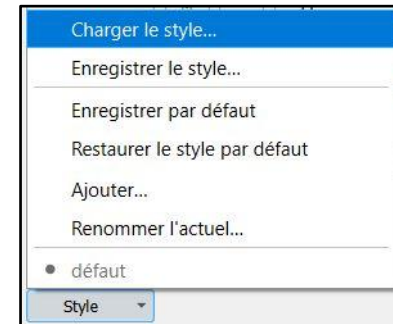 Charger le style...
Enregistrer le style...
Enregistrer par défaut
Restaurer le style par défaut
Ajouter...
Renommer l'actuel...
défaut
Style